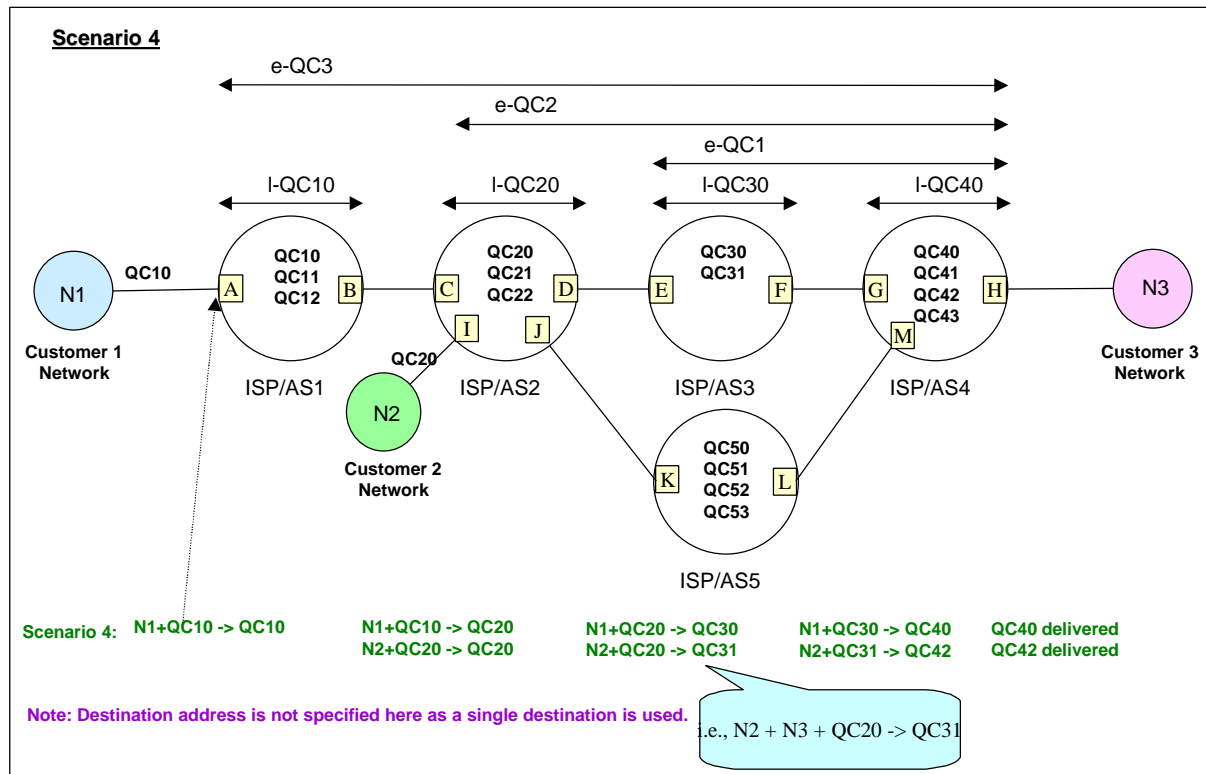 Scenario 4
e-QC3
e-QC2
e-QC1
l-QC10
l-QC20
l-QC30
l-QC40
N1
QC10
A
QC10
QC11
QC12
B
C
QC20
QC21
QC22
D
I
J
E
QC30
QC31
F
G
QC40
QC41
QC42
QC43
H
M
N3
Customer 1
Network
ISP/AS1
QC20
N2
Customer 2
Network
ISP/AS2
ISP/AS3
ISP/AS4
Customer 3
Network
K
QC50
QC51
QC52
QC53
L
ISP/AS5
Scenario 4:
N1+QC10 -> QC10
N1+QC10 -> QC20
N2+QC20 -> QC20
N1+QC20 -> QC30
N2+QC20 -> QC31
N1+QC30 -> QC40
N2+QC31 -> QC42
QC40 delivered
QC42 delivered
Note: Destination address is not specified here as a single destination is used.
i.e., N2 + N3 + QC20 -> QC31